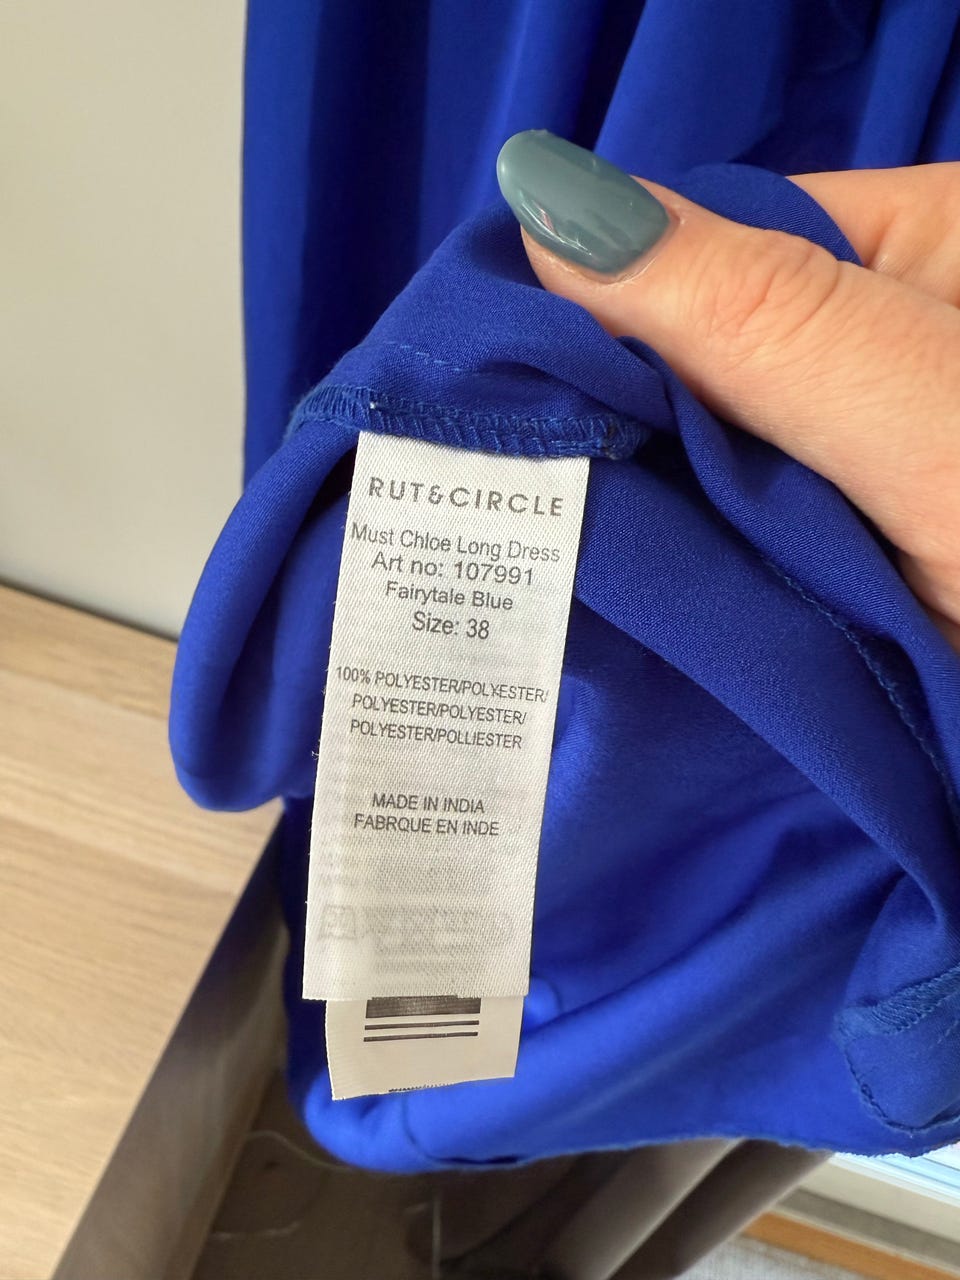 RUT&CIRCLE
Must Chloe Long Dress
Art no: 107991
Fairytale Blue
Size: 38
100% POLYESTER/POLYESTER/
POLYESTER/POLYESTER/
POLYESTER/POLLIESTER
MADE IN INDIA
FABRQUE EN INDE